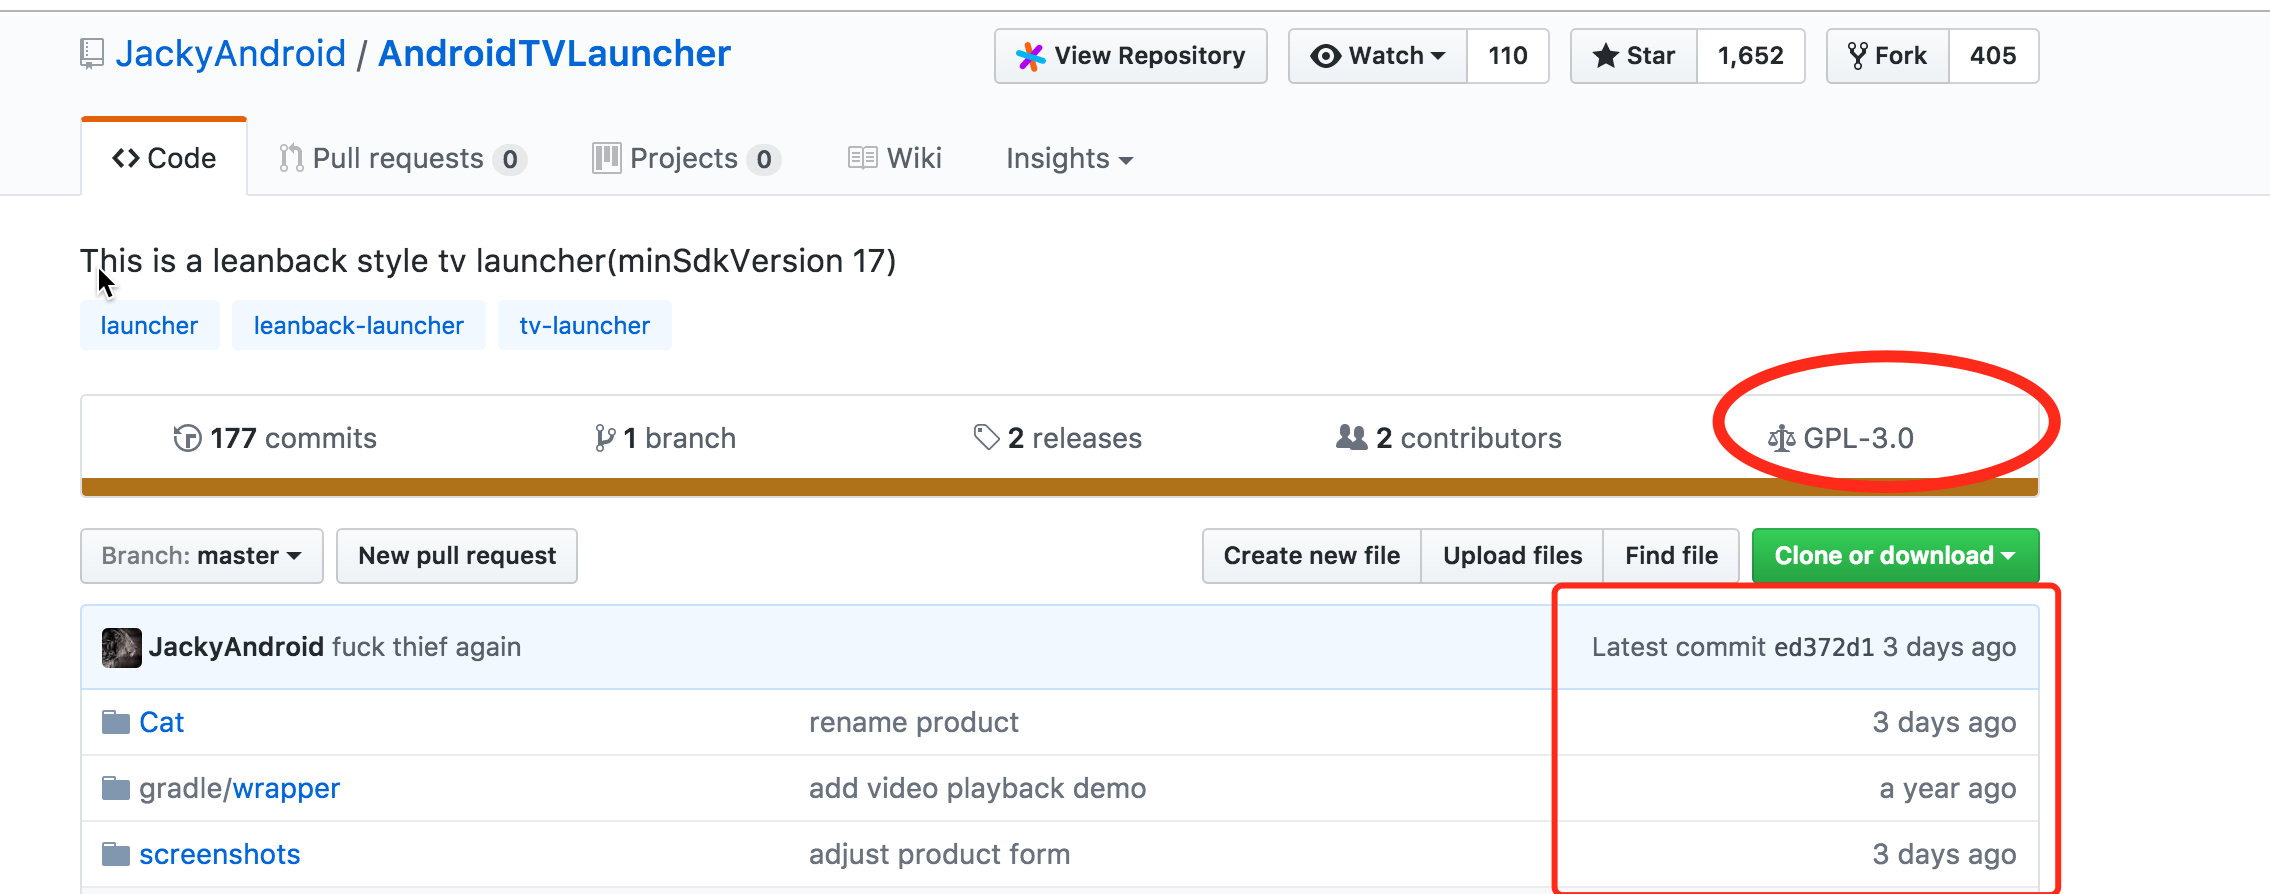 JackyAndroid / AndroidTVLauncher View Repository Watch 110 Star 1,652 Fork 405
Code Pull requests 0 Projects 0 Wiki Insights
This is a leanback style tv launcher(minSdkVersion 17)
launcher leanback-launcher tv-launcher
177 commits 1 branch 2 releases 2 contributors GPL-3.0
Branch: master New pull request Create new file Upload files Find file Clone or download
JackyAndroid fuck thief again Latest commit ed372d1 3 days ago
Cat rename product 3 days ago
gradle/wrapper add video playback demo a year ago
screenshots adjust product form 3 days ago